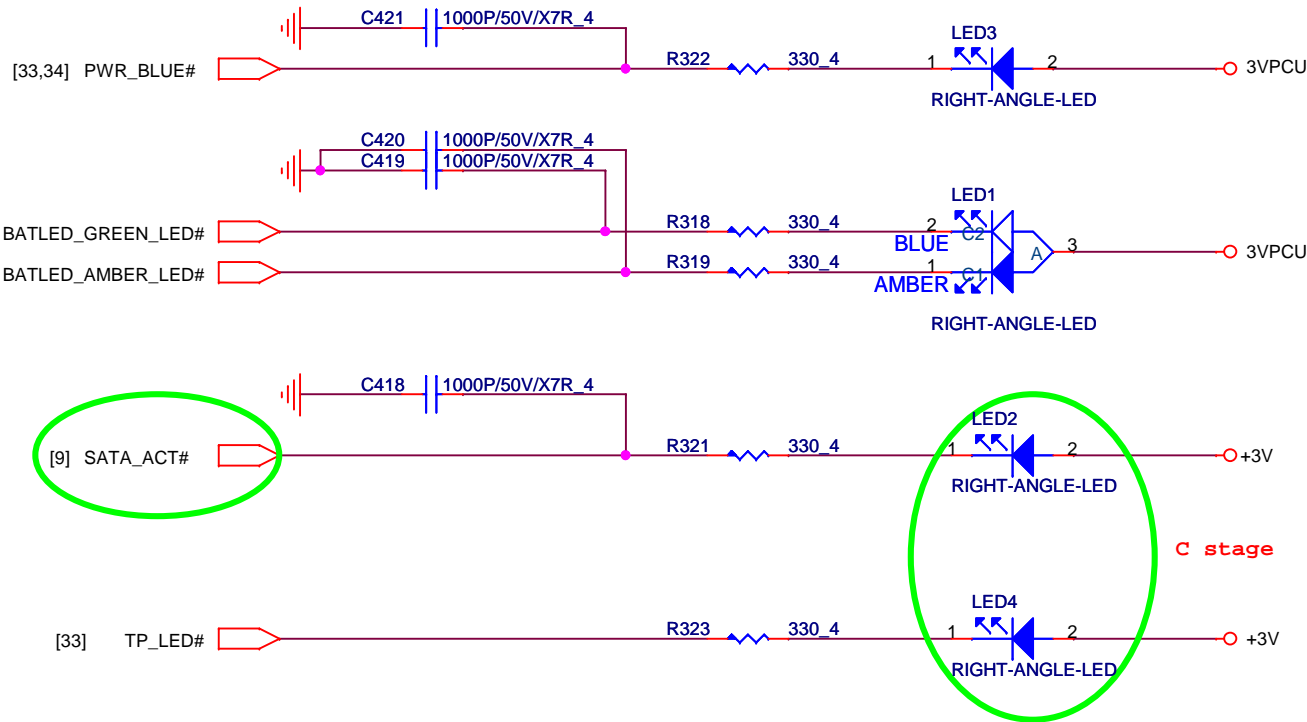 C421 1000P/50V/X7R_4
LED3
[33,34] PWR_BLUE# R322 330_4 1 2 3VPCU
RIGHT-ANGLE-LED
C420 1000P/50V/X7R_4
C419 1000P/50V/X7R_4
LED1
BATLED_GREEN_LED# R318 330_4 2 C2
BLUE
A 3 3VPCU
BATLED_AMBER_LED# R319 330_4 1 C1
AMBER
RIGHT-ANGLE-LED
C418 1000P/50V/X7R_4
LED2
[9] SATA_ACT# R321 330_4 1 2 +3V
RIGHT-ANGLE-LED
C stage
LED4
[33] TP_LED# R323 330_4 1 2 +3V
RIGHT-ANGLE-LED